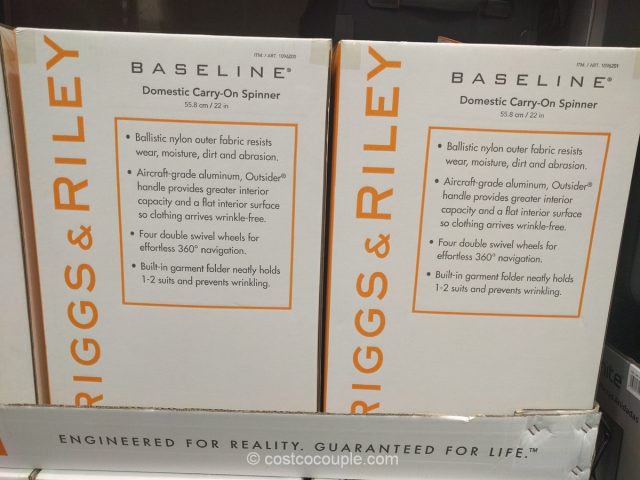 ITM. / ART. 1096201
BASELINE®
Domestic Carry-On Spinner
55.8 cm / 22 in
• Ballistic nylon outer fabric resists
wear, moisture, dirt and abrasion.
• Aircraft-grade aluminum, Outsider®
handle provides greater interior
capacity and a flat interior surface
so clothing arrives wrinkle-free.
• Four double swivel wheels for
effortless 360° navigation.
• Built-in garment folder neatly holds
1-2 suits and prevents wrinkling.
RIGGS & RILEY
ITM. / ART. 1096201
BASELINE®
Domestic Carry-On Spinner
55.8 cm / 22 in
• Ballistic nylon outer fabric resists
wear, moisture, dirt and abrasion.
• Aircraft-grade aluminum, Outsider®
handle provides greater interior
capacity and a flat interior surface
so clothing arrives wrinkle-free.
• Four double swivel wheels for
effortless 360° navigation.
• Built-in garment folder neatly holds
1-2 suits and prevents wrinkling.
RIGGS & RILEY
ENGINEERED FOR REALITY. GUARANTEED FOR LIFE.™
© costcocouple.com